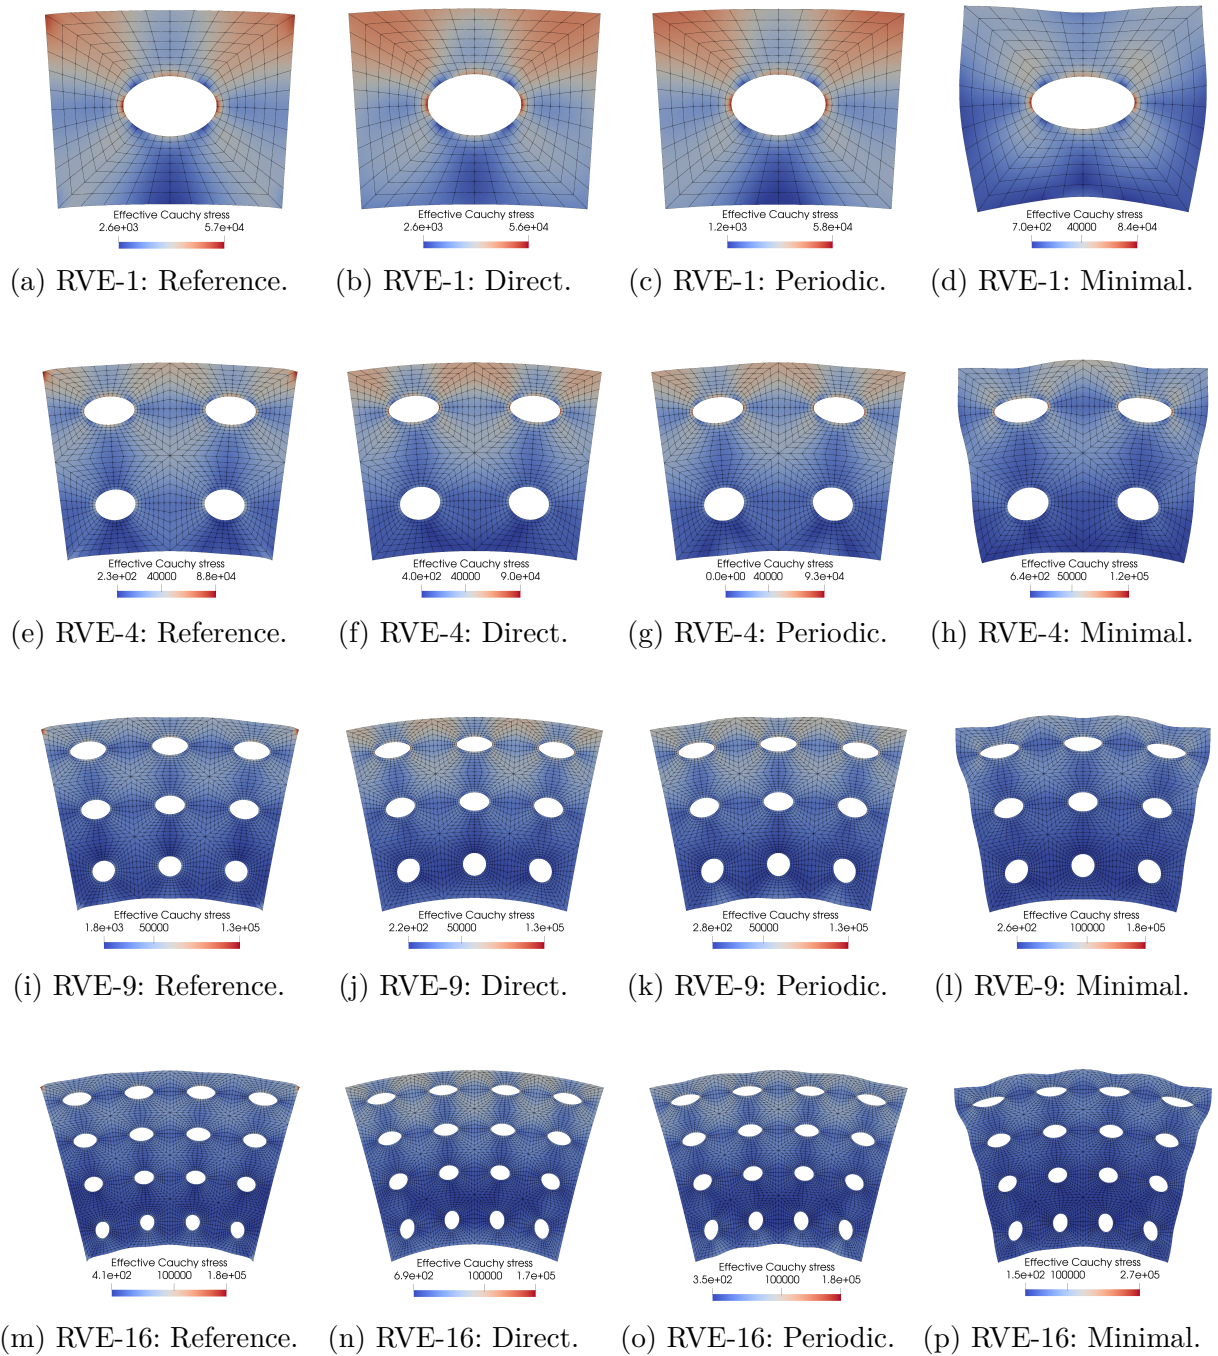 Effective Cauchy stress
2.6e+03 5.7e+04
Effective Cauchy stress
2.6e+03 5.6e+04
Effective Cauchy stress
1.2e+03 5.8e+04
Effective Cauchy stress
7.0e+02 40000 8.4e+04
(a) RVE-1: Reference.
(b) RVE-1: Direct.
(c) RVE-1: Periodic.
(d) RVE-1: Minimal.
Effective Cauchy stress
2.3e+02 40000 8.8e+04
Effective Cauchy stress
4.0e+02 40000 9.0e+04
Effective Cauchy stress
0.0e+00 40000 9.3e+04
Effective Cauchy stress
6.4e+02 50000 1.2e+05
(e) RVE-4: Reference.
(f) RVE-4: Direct.
(g) RVE-4: Periodic.
(h) RVE-4: Minimal.
Effective Cauchy stress
1.8e+03 50000 1.3e+05
Effective Cauchy stress
2.2e+02 50000 1.3e+05
Effective Cauchy stress
2.8e+02 50000 1.3e+05
Effective Cauchy stress
2.6e+02 100000 1.8e+05
(i) RVE-9: Reference.
(j) RVE-9: Direct.
(k) RVE-9: Periodic.
(l) RVE-9: Minimal.
Effective Cauchy stress
4.1e+02 100000 1.8e+05
Effective Cauchy stress
6.9e+02 100000 1.7e+05
Effective Cauchy stress
3.5e+02 100000 1.8e+05
Effective Cauchy stress
1.5e+02 100000 2.7e+05
(m) RVE-16: Reference.
(n) RVE-16: Direct.
(o) RVE-16: Periodic.
(p) RVE-16: Minimal.